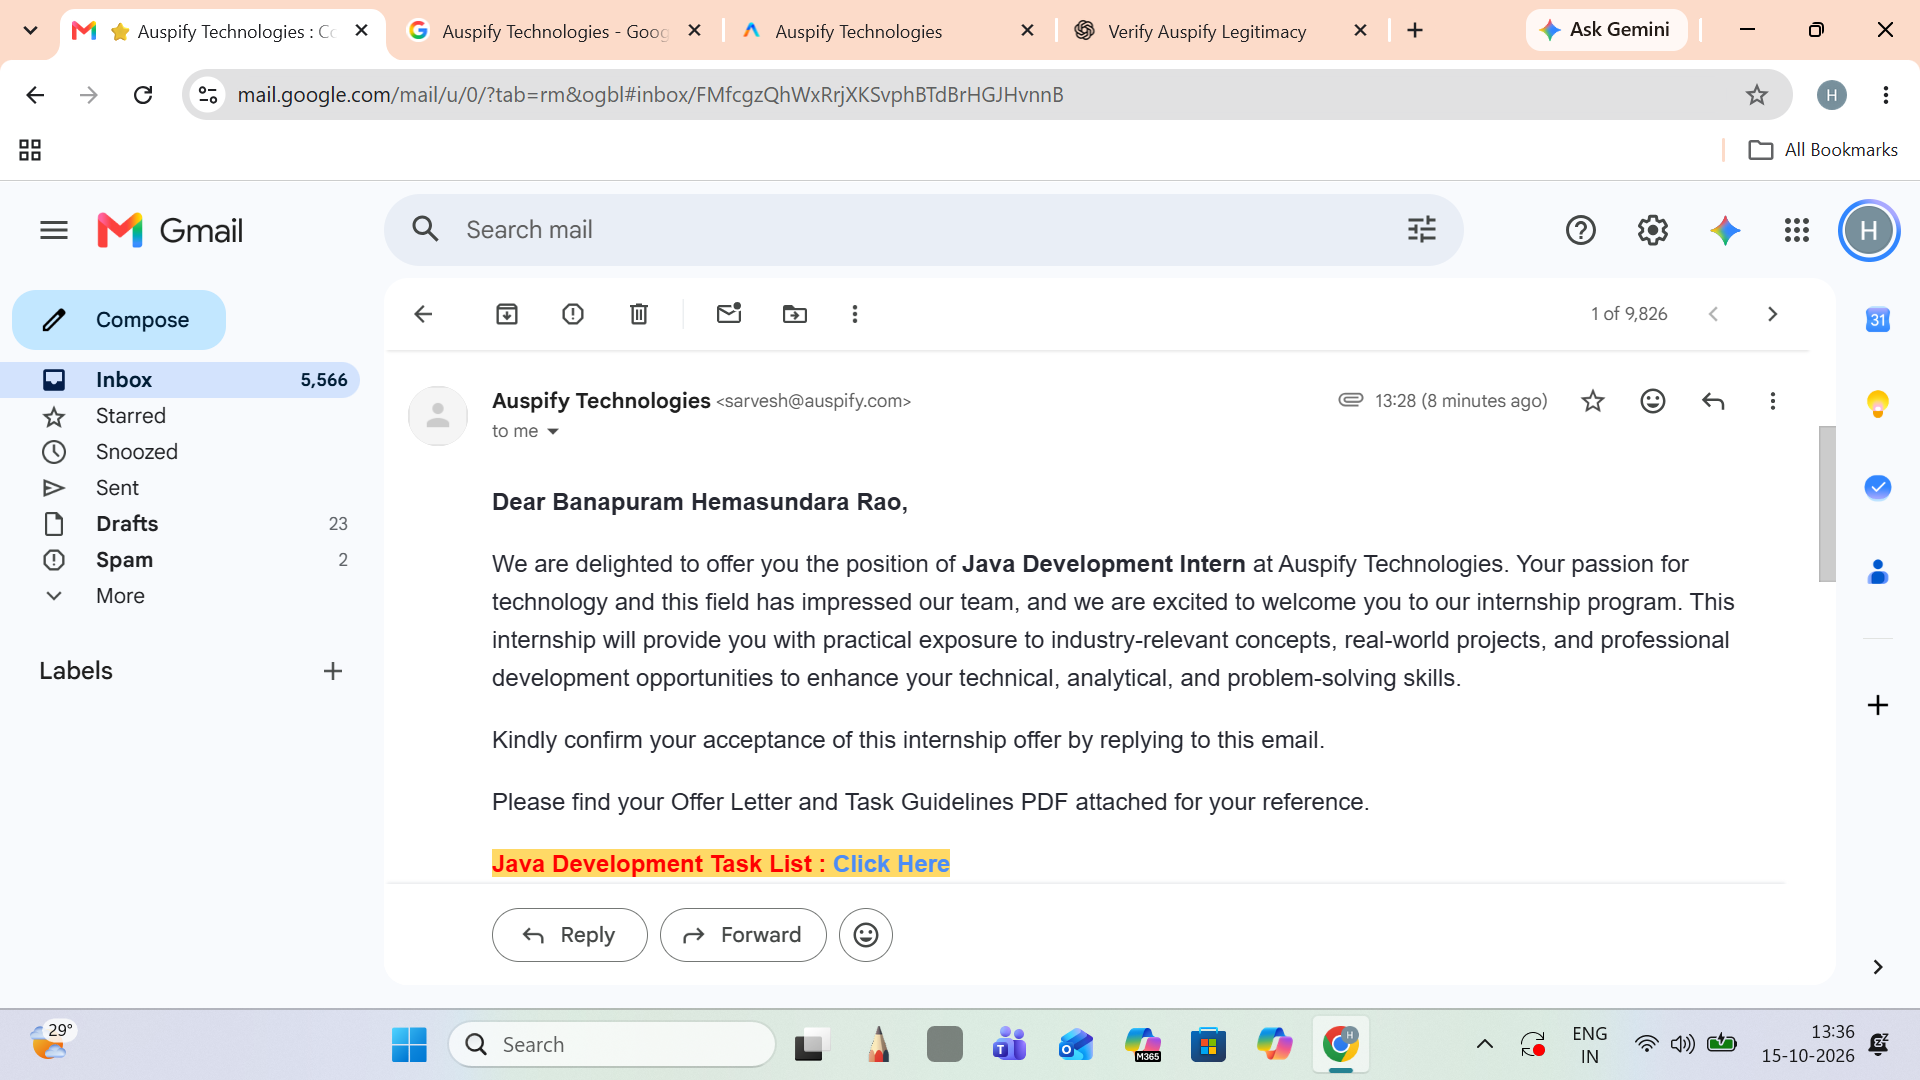 Auspify Technologies : Co
Auspify Technologies - Goog
Auspify Technologies
Verify Auspify Legitimacy
Ask Gemini
mail.google.com/mail/u/0/?tab=rm&ogbl#inbox/FMfcgzQhWxRrjXKSvphBTdBrHGJHvnnB
H
All Bookmarks
Gmail
Search mail
H
Compose
1 of 9,826
31
Inbox 5,566
Starred
Snoozed
Sent
Drafts 23
Spam 2
More
Labels
Auspify Technologies <sarvesh@auspify.com>
13:28 (8 minutes ago)
to me
Dear Banapuram Hemasundara Rao,
We are delighted to offer you the position of Java Development Intern at Auspify Technologies. Your passion for
technology and this field has impressed our team, and we are excited to welcome you to our internship program. This
internship will provide you with practical exposure to industry-relevant concepts, real-world projects, and professional
development opportunities to enhance your technical, analytical, and problem-solving skills.
Kindly confirm your acceptance of this internship offer by replying to this email.
Please find your Offer Letter and Task Guidelines PDF attached for your reference.
Java Development Task List : Click Here
Reply
Forward
29°
Search
T
M365
H
ENG
IN
13:36
15-10-2026